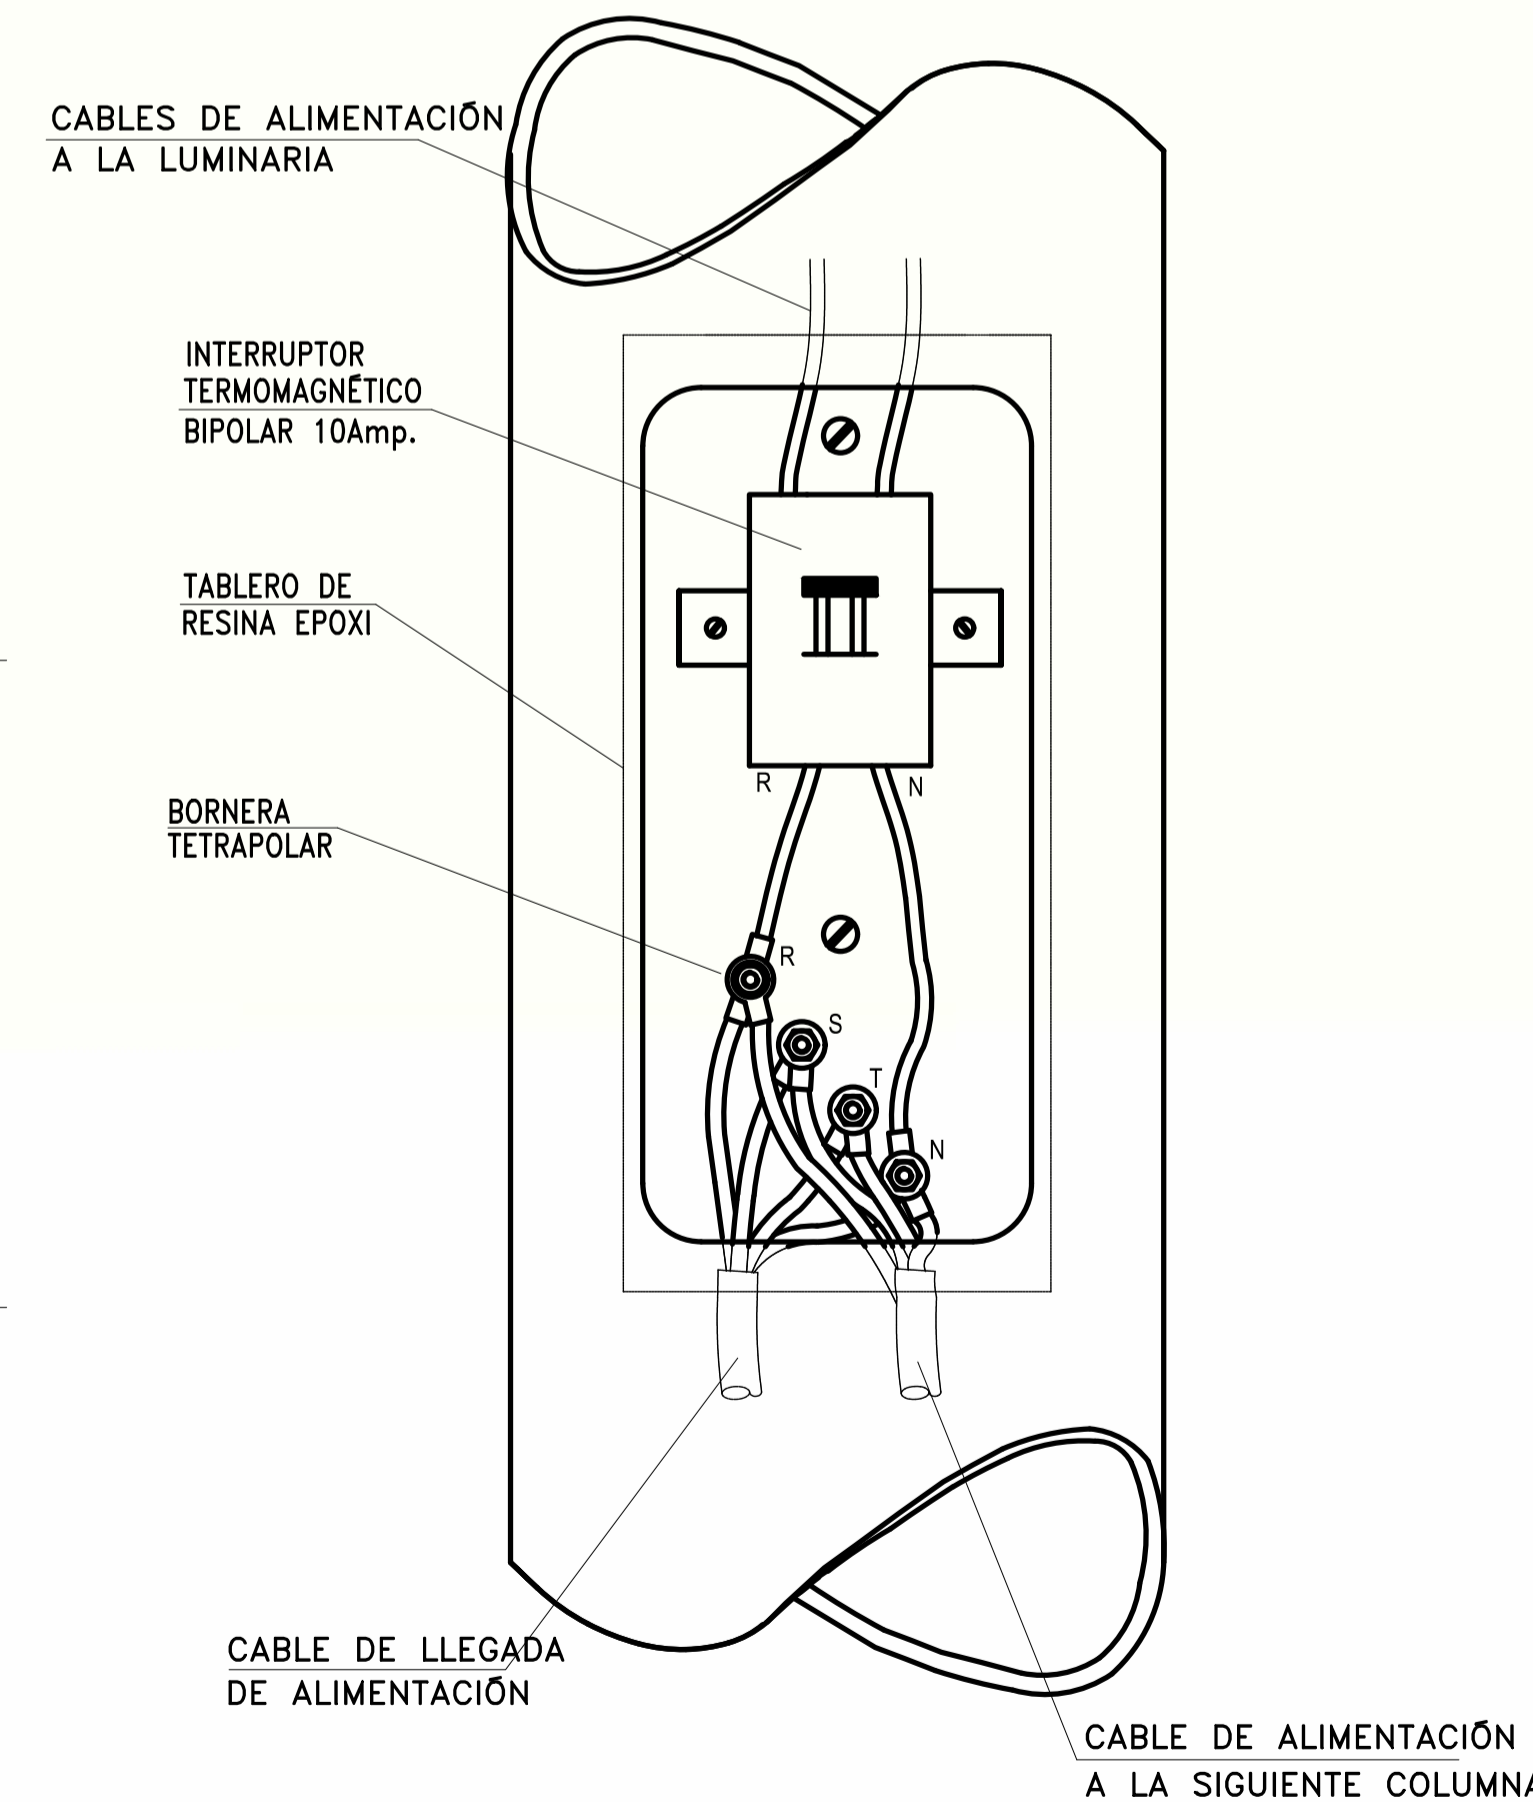 CABLES DE ALIMENTACIÓN
A LA LUMINARIA
INTERRUPTOR
TERMOMAGNÉTICO
BIPOLAR 10Amp.
TABLERO DE
RESINA EPOXI
R
N
BORNERA
TETRAPOLAR
R
S
T
N
CABLE DE LLEGADA
DE ALIMENTACIÓN
CABLE DE ALIMENTACIÓN
A LA SIGUIENTE COLUMNA